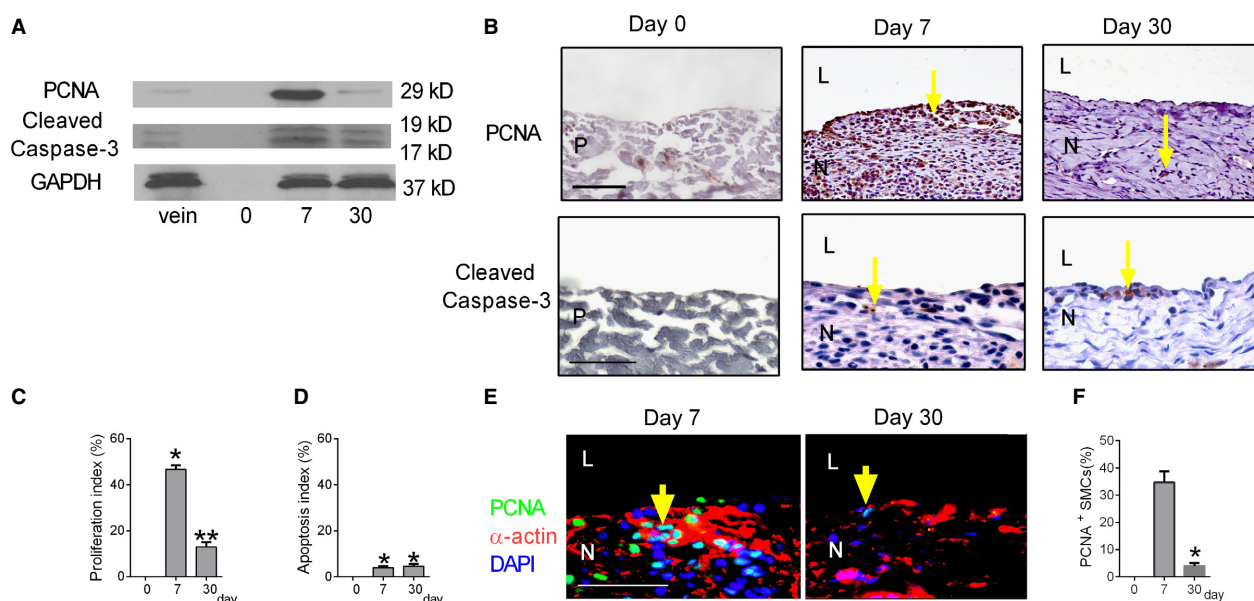 A
PCNA
29 kD
Cleaved
Caspase-3
19 kD
17 kD
GAPDH
37 kD
vein 0 7 30
B
Day 0 Day 7 Day 30
PCNA
P
L
N
L
N
Cleaved
Caspase-3
P
L
N
L
N
C
Proliferation index (%)
60
40
20
0
* **
0 7 30 day
D
Apoptosis index (%)
60
40
20
0
* *
0 7 30 day
E
Day 7 Day 30
PCNA
α-actin
DAPI
L
N
L
N
F
PCNA + SMCs(%)
50
40
30
20
10
0
*
0 7 30 day